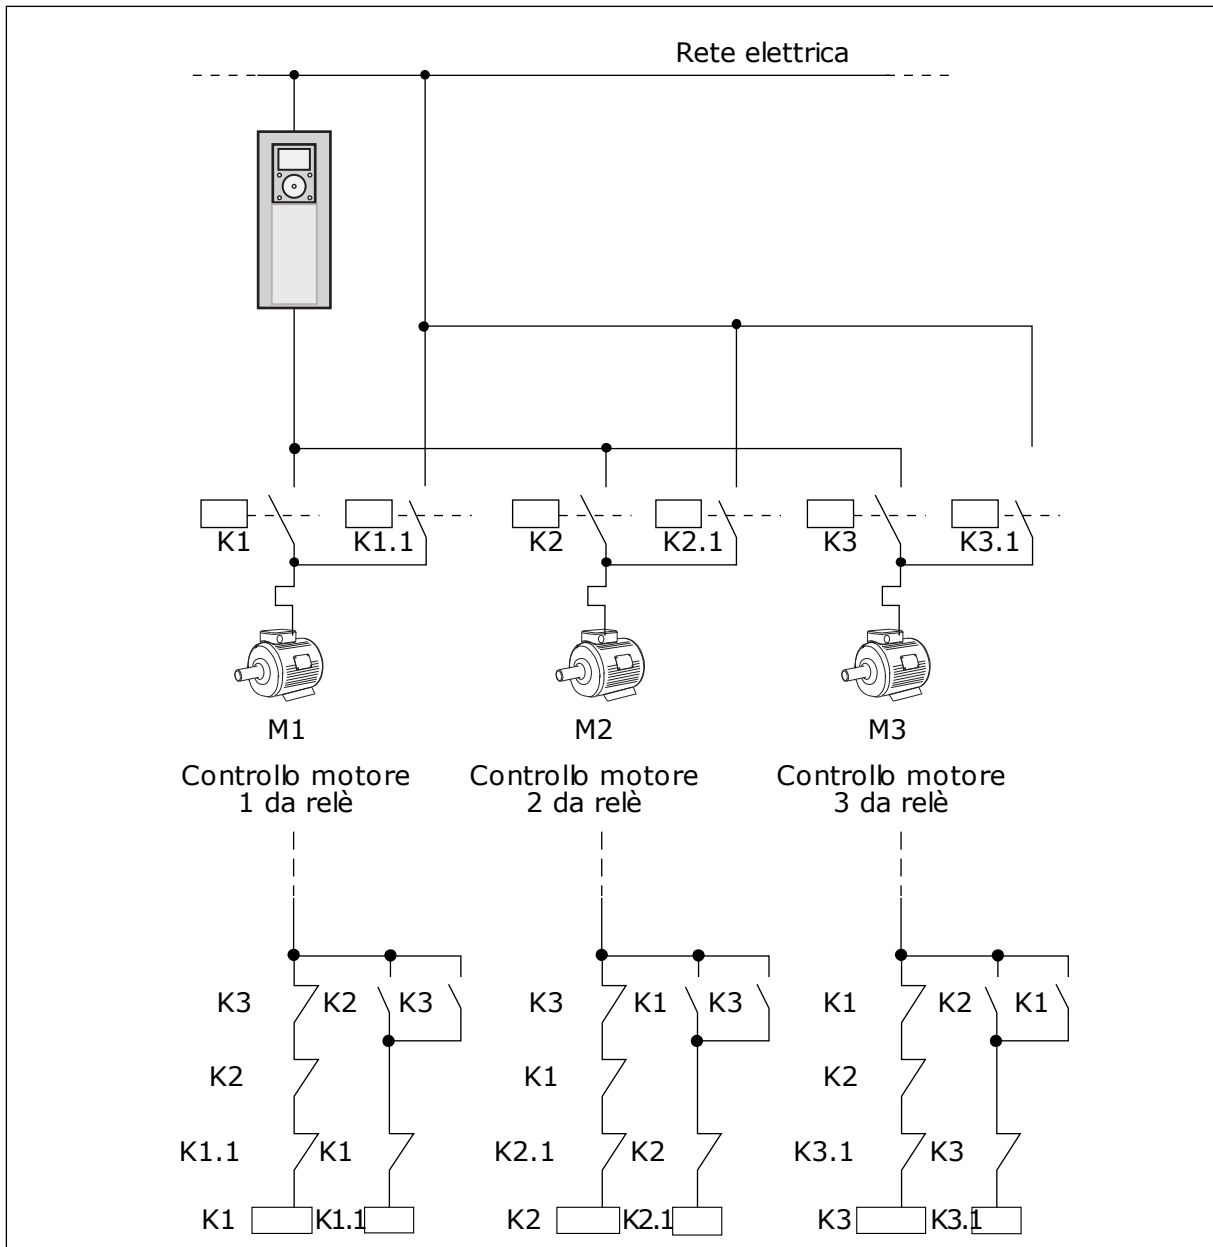 Rete elettrica
K1 K1.1 K2 K2.1 K3 K3.1
M1 M2 M3
Controllo motore
1 da relè
Controllo motore
2 da relè
Controllo motore
3 da relè
K3 K2 K3 K3 K1 K3 K1 K2 K1
K2 K1 K2
K1.1 K1 K2.1 K2 K3.1 K3
K1 K1.1 K2 K2.1 K3 K3.1